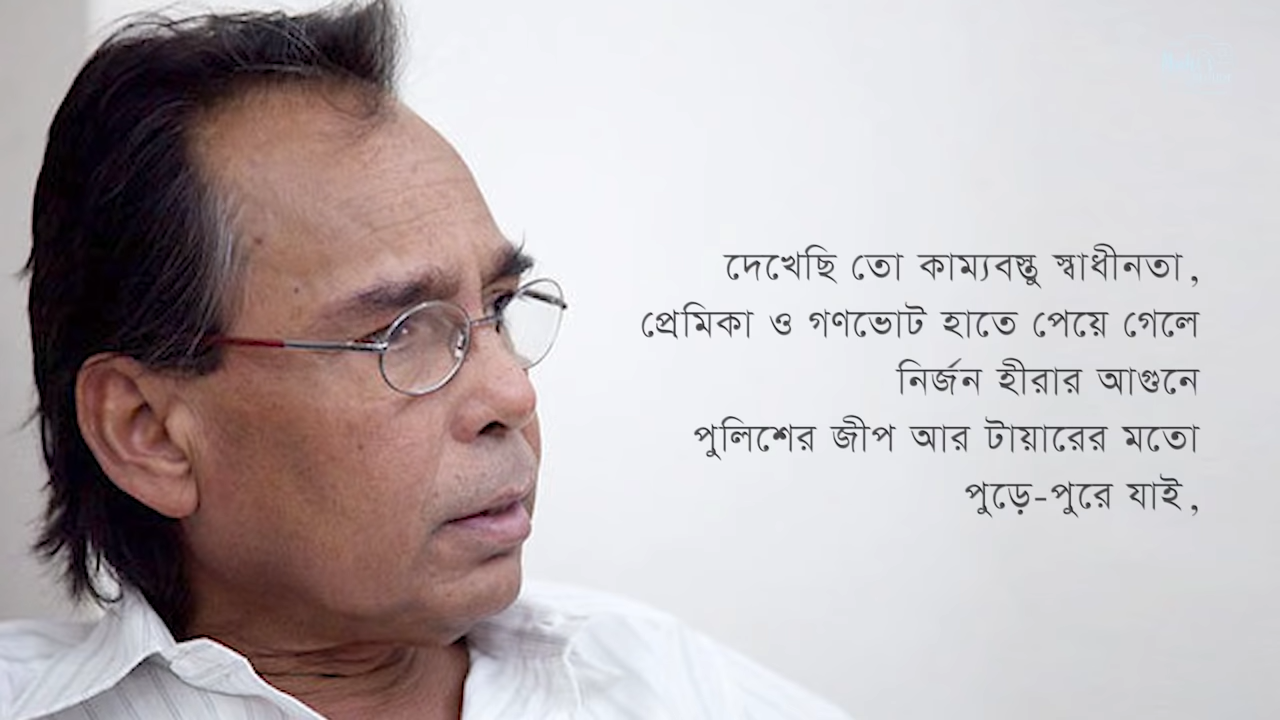 দেখেছি তো কাম্যবস্তু স্বাধীনতা,
প্রেমিকা ও গণভোট হাতে পেয়ে গেলে
নির্জন হীরার আগুনে
পুলিশের জীপ আর টায়ারের মতো
পুড়ে-পুরে যাই,